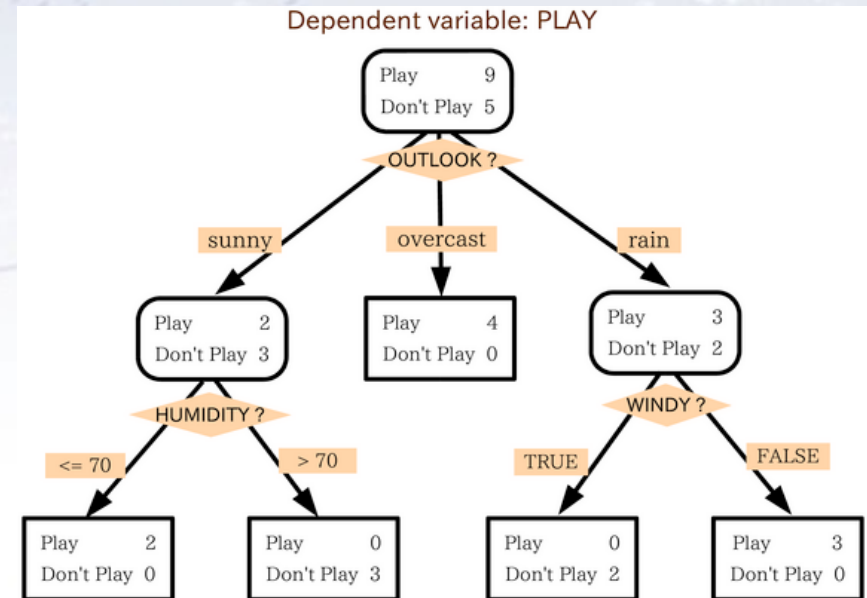 Dependent variable: PLAY
Play 9
Don't Play 5
OUTLOOK ?
sunny
overcast
rain
Play 2
Don't Play 3
Play 4
Don't Play 0
Play 3
Don't Play 2
HUMIDITY ?
WINDY ?
<= 70
> 70
TRUE
FALSE
Play 2
Don't Play 0
Play 0
Don't Play 3
Play 0
Don't Play 2
Play 3
Don't Play 0